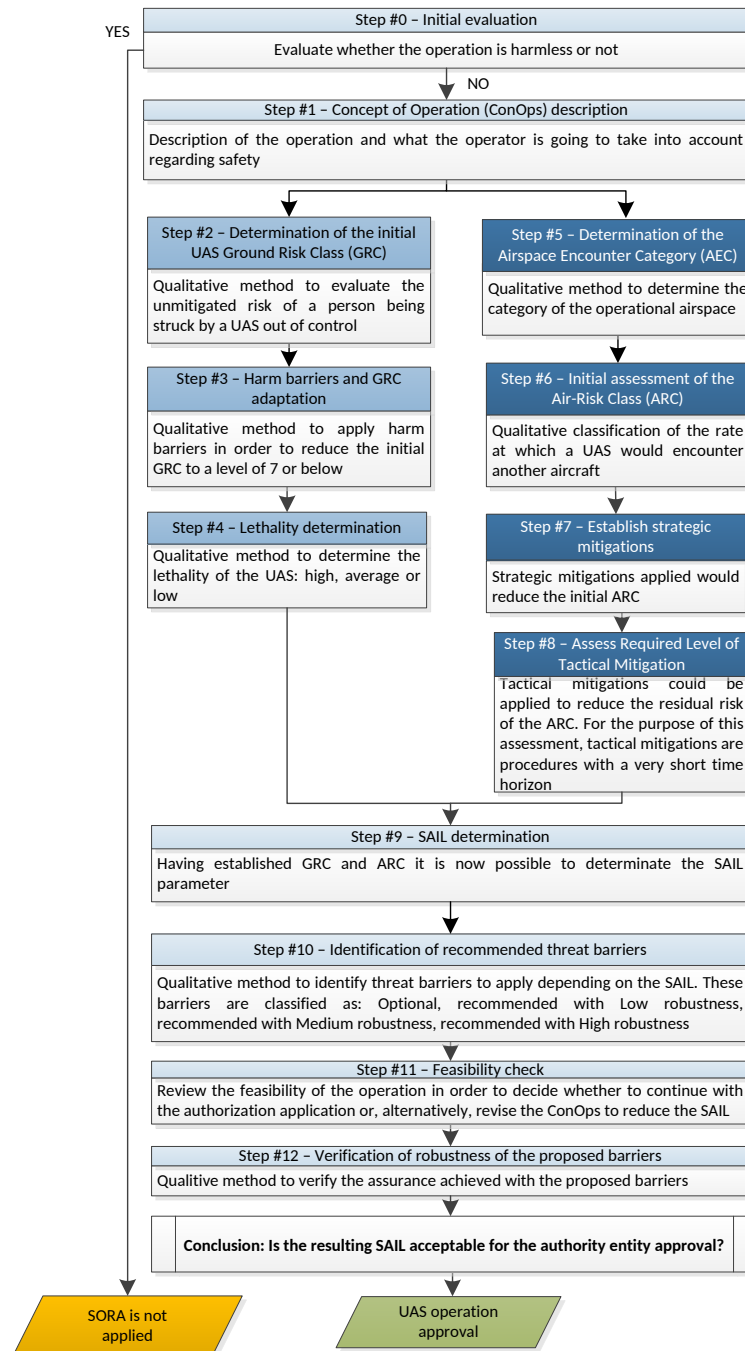 YES
Step #0 – Initial evaluation
Evaluate whether the operation is harmless or not
NO
Step #1 – Concept of Operation (ConOps) description
Description of the operation and what the operator is going to take into account
regarding safety
Step #2 – Determination of the initial
UAS Ground Risk Class (GRC)
Qualitative method to evaluate the
unmitigated risk of a person being
struck by a UAS out of control
Step #3 – Harm barriers and GRC
adaptation
Qualitative method to apply harm
barriers in order to reduce the initial
GRC to a level of 7 or below
Step #4 – Lethality determination
Qualitative method to determine the
lethality of the UAS: high, average or
low
Step #5 – Determination of the
Airspace Encounter Category (AEC)
Qualitative method to determine the
category of the operational airspace
Step #6 – Initial assessment of the
Air-Risk Class (ARC)
Qualitative classification of the rate
at which a UAS would encounter
another aircraft
Step #7 – Establish strategic
mitigations
Strategic mitigations applied would
reduce the initial ARC
Step #8 – Assess Required Level of
Tactical Mitigation
Tactical mitigations could be
applied to reduce the residual risk
of the ARC. For the purpose of this
assessment, tactical mitigations are
procedures with a very short time
horizon
Step #9 – SAIL determination
Having established GRC and ARC it is now possible to determinate the SAIL
parameter
Step #10 – Identification of recommended threat barriers
Qualitative method to identify threat barriers to apply depending on the SAIL. These
barriers are classified as: Optional, recommended with Low robustness,
recommended with Medium robustness, recommended with High robustness
Step #11 – Feasibility check
Review the feasibility of the operation in order to decide whether to continue with
the authorization application or, alternatively, revise the ConOps to reduce the SAIL
Step #12 – Verification of robustness of the proposed barriers
Qualitive method to verify the assurance achieved with the proposed barriers
Conclusion: Is the resulting SAIL acceptable for the authority entity approval?
SORA is not
applied
UAS operation
approval